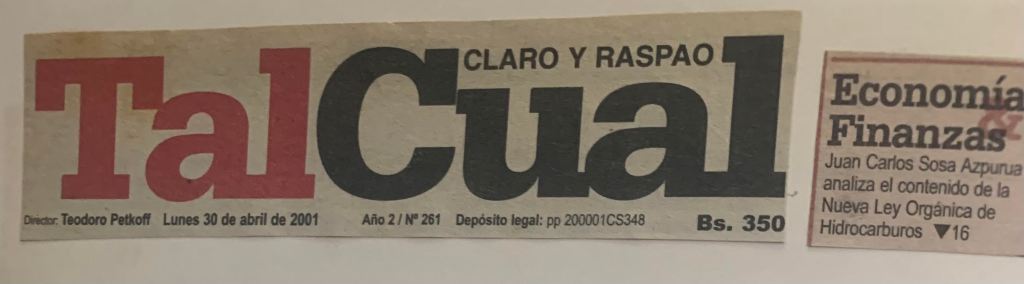 CLARO Y RASPAO
TalCual
Director: Teodoro Petkoff Lunes 30 de abril de 2001 Año 2 / Nº 261 Depósito legal: pp 200001CS348 Bs. 350
Economía
& Finanzas
Juan Carlos Sosa Azpurua
analiza el contenido de la
Nueva Ley Orgánica de
Hidrocarburos ▼16